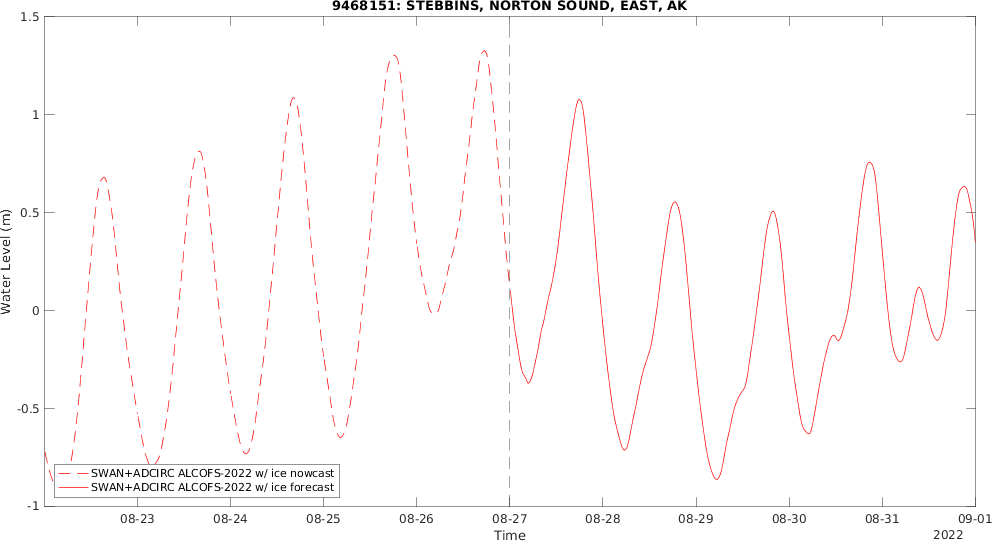 9468151: STEBBINS, NORTON SOUND, EAST, AK
Water Level (m)
1.5
1
0.5
0
-0.5
-1
SWAN+ADCIRC ALCOFS-2022 w/ ice nowcast
SWAN+ADCIRC ALCOFS-2022 w/ ice forecast
08-23 08-24 08-25 08-26 08-27 08-28 08-29 08-30 08-31 09-01
Time
2022